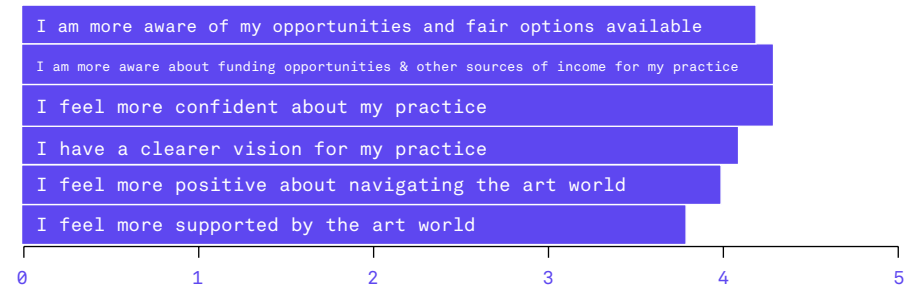 I am more aware of my opportunities and fair options available
I am more aware about funding opportunities & other sources of income for my practice
I feel more confident about my practice
I have a clearer vision for my practice
I feel more positive about navigating the art world
I feel more supported by the art world
0 1 2 3 4 5